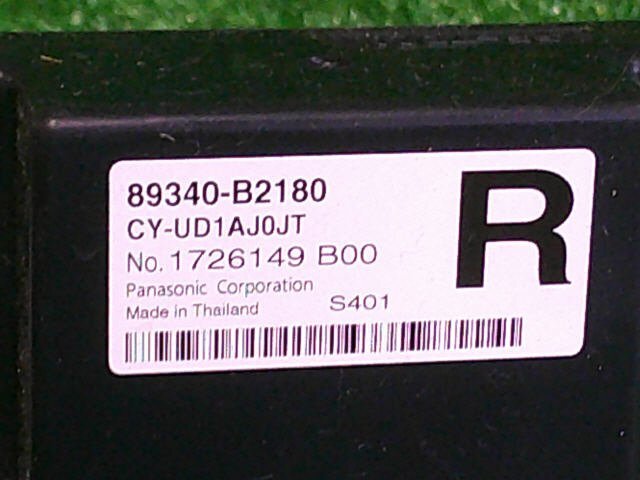 89340-B2180
CY-UD1AJ0JT
No. 1726149 B00
Panasonic Corporation
Made in Thailand S401
R